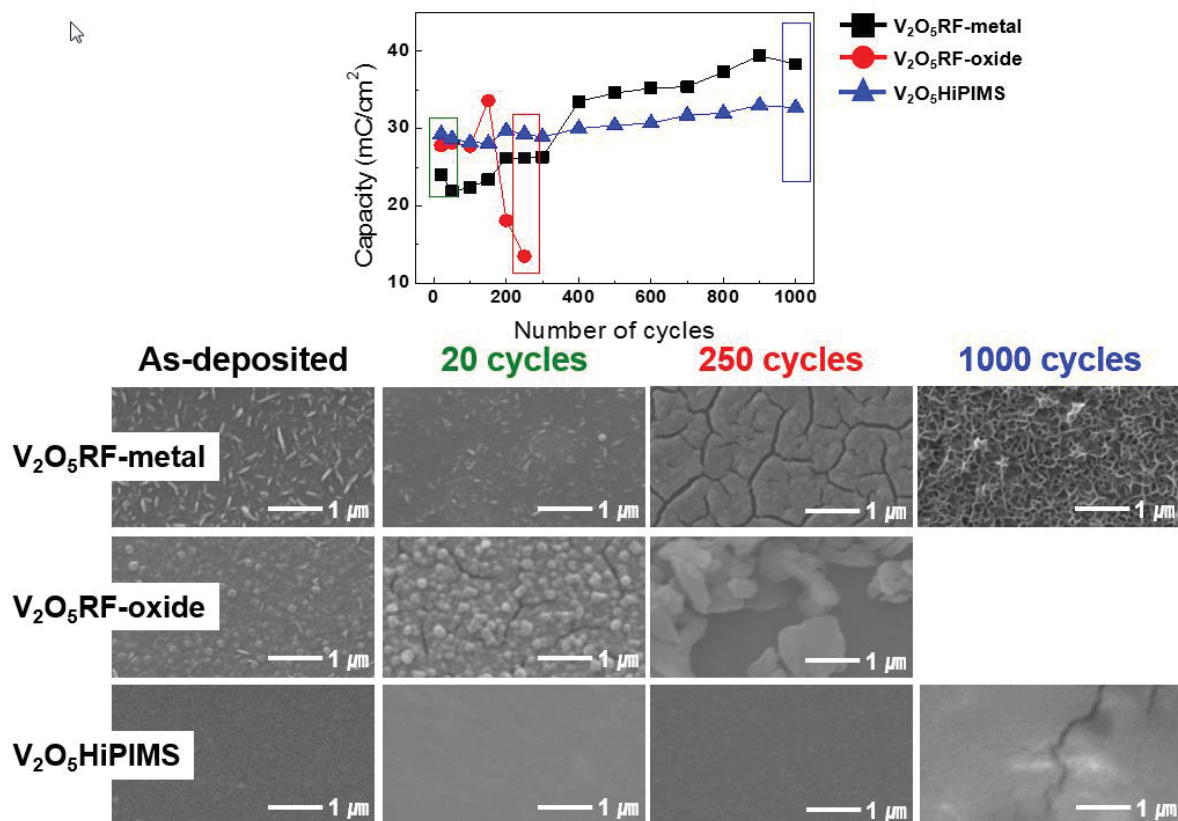 V₂O₅RF-metal
V₂O₅RF-oxide
V₂O₅HiPIMS
Capacity (mC/cm²)
40
30
20
10
0 200 400 600 800 1000
Number of cycles
As-deposited 20 cycles 250 cycles 1000 cycles
V₂O₅RF-metal
1 ㎛ 1 ㎛ 1 ㎛ 1 ㎛
V₂O₅RF-oxide
1 ㎛ 1 ㎛ 1 ㎛
V₂O₅HiPIMS
1 ㎛ 1 ㎛ 1 ㎛ 1 ㎛